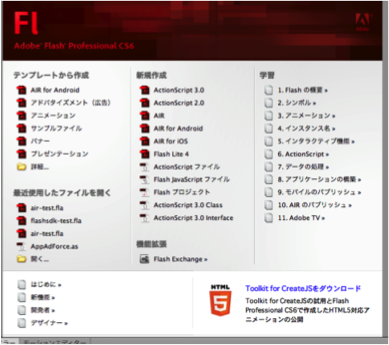 Fl
Adobe® Flash® Professional CS6
Adobe
テンプレートから作成
AIR for Android
アドバタイズメント（広告）
アニメーション
サンプルファイル
バナー
プレゼンテーション
詳細...
最近使用したファイルを開く
air-test.fla
flashsdk-test.fla
air-test.fla
AppAdForce.as
開く...
新規作成
ActionScript 3.0
ActionScript 2.0
AIR
AIR for Android
AIR for iOS
Flash Lite 4
ActionScript ファイル
Flash JavaScript ファイル
Flash プロジェクト
ActionScript 3.0 Class
ActionScript 3.0 Interface
機能拡張
Flash Exchange »
学習
1. Flash の概要 »
2. シンボル »
3. アニメーション »
4. インスタンス名 »
5. インタラクティブ機能 »
6. ActionScript »
7. データの処理 »
8. アプリケーションの構築 »
9. モバイルのパブリッシュ »
10. AIR のパブリッシュ »
11. Adobe TV »
はじめに »
新機能 »
開発者 »
デザイナー »
HTML
5
Toolkit for CreateJSをダウンロード
Toolkit for CreateJSの試用とFlash
Professional CS6で作成したHTML5対応ア
ニメーションの公開
ラー モーションエディター